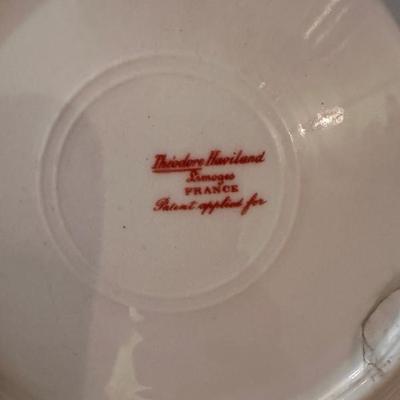 Théodore Haviland
Limoges
FRANCE
Patent applied for